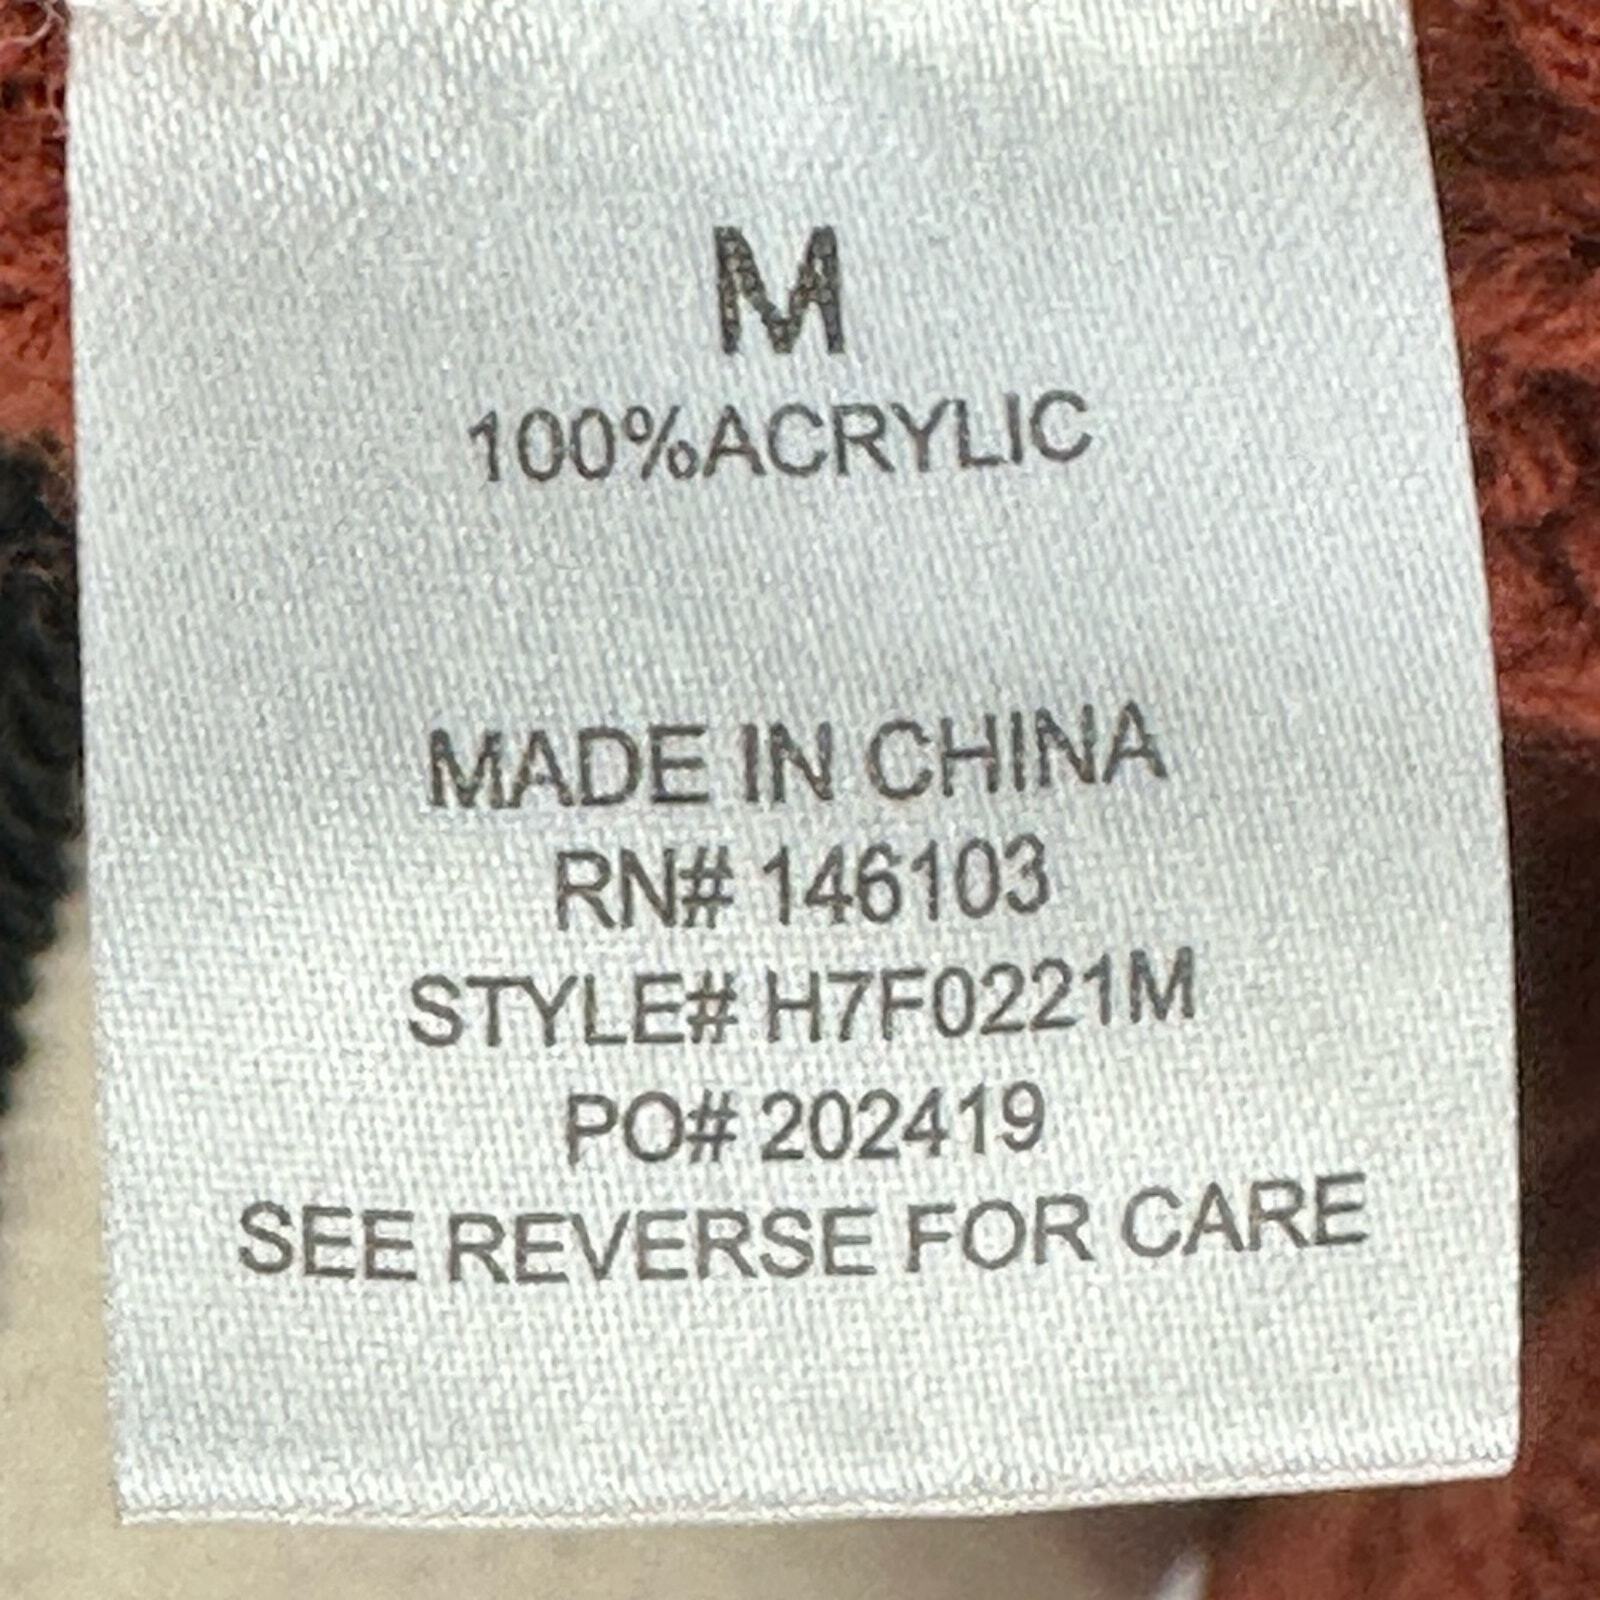 M
100%ACRYLIC
MADE IN CHINA
RN# 146103
STYLE# H7F0221M
PO# 202419
SEE REVERSE FOR CARE